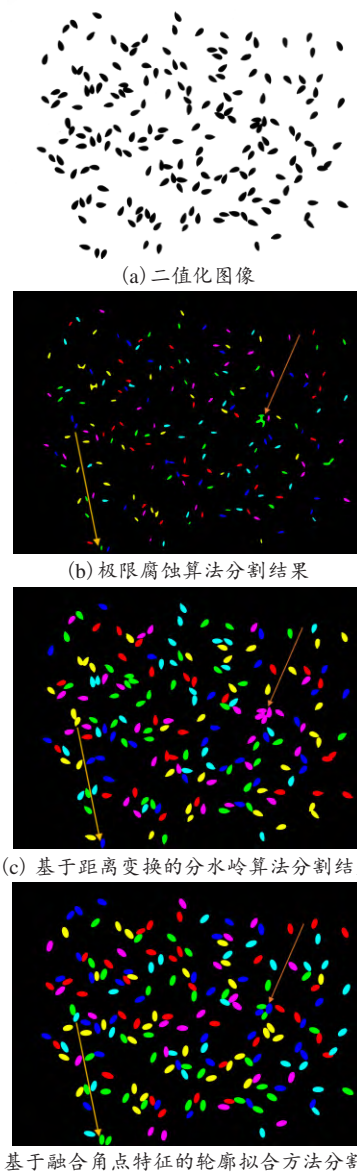 (a)二值化图像
(b)极限腐蚀算法分割结果
(c) 基于距离变换的分水岭算法分割结
基于融合角点特征的轮廓拟合方法分割